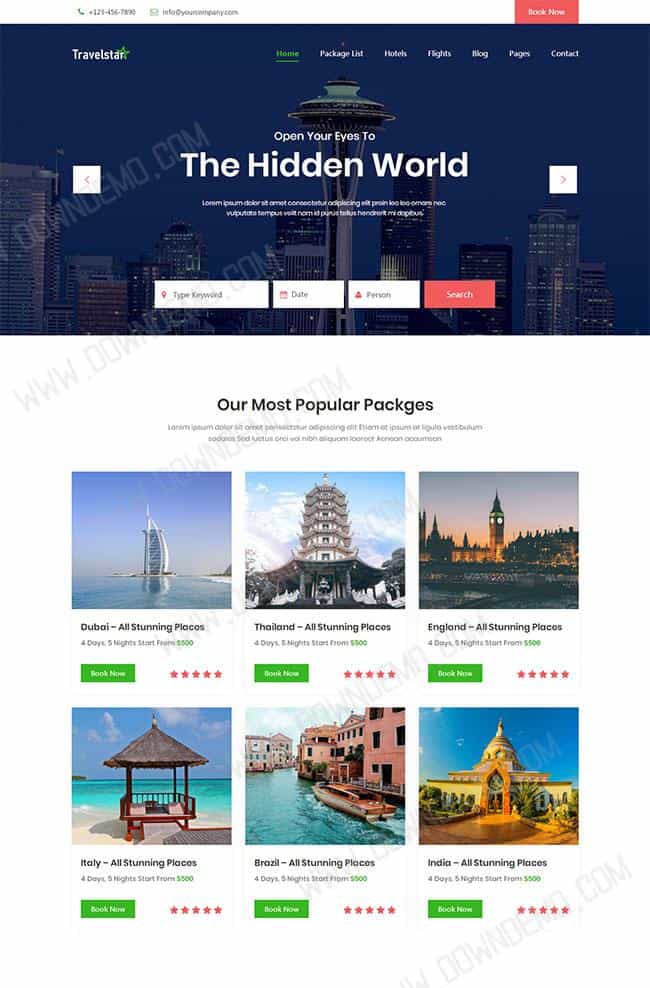 +123-456-7890
info@yourcompany.com
Book Now
Travelstar
Home
Package List
Hotels
Flights
Blog
Pages
Contact
Open Your Eyes To
The Hidden World
Lorem ipsum dolor sit amet consectetur adipiscing elit proin leo leo ornare nec
vulputate tempus velit nam id purus tellus hendrerit mi dapibus.
Type Keyword
Date
Person
Search
Our Most Popular Packges
Lorem ipsum dolor sit amet consectetur adipiscing elit Etiam at ipsum at ligula vestibulum
sodales Sed luctus orci vol nibh aliquam laoreet Aenean accumsan
Dubai – All Stunning Places
4 Days, 5 Nights Start From $500
Book Now
Thailand – All Stunning Places
4 Days, 5 Nights Start From $500
Book Now
England – All Stunning Places
4 Days, 5 Nights Start From $500
Book Now
Italy – All Stunning Places
4 Days, 5 Nights Start From $500
Book Now
Brazil – All Stunning Places
4 Days, 5 Nights Start From $500
Book Now
India – All Stunning Places
4 Days, 5 Nights Start From $500
Book Now
WWW.DOWNDEMO.COM